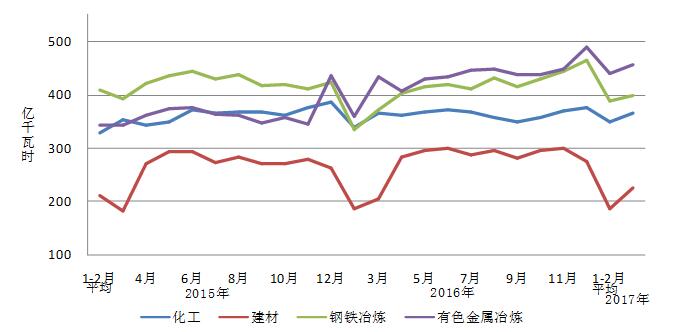 500
400
300
200
100
亿千瓦时
1-2月平均 4月 6月 8月 10月 12月 3月 5月 7月 9月 11月 1-2月平均
2015年 2016年 2017年
化工 建材 钢铁冶炼 有色金属冶炼